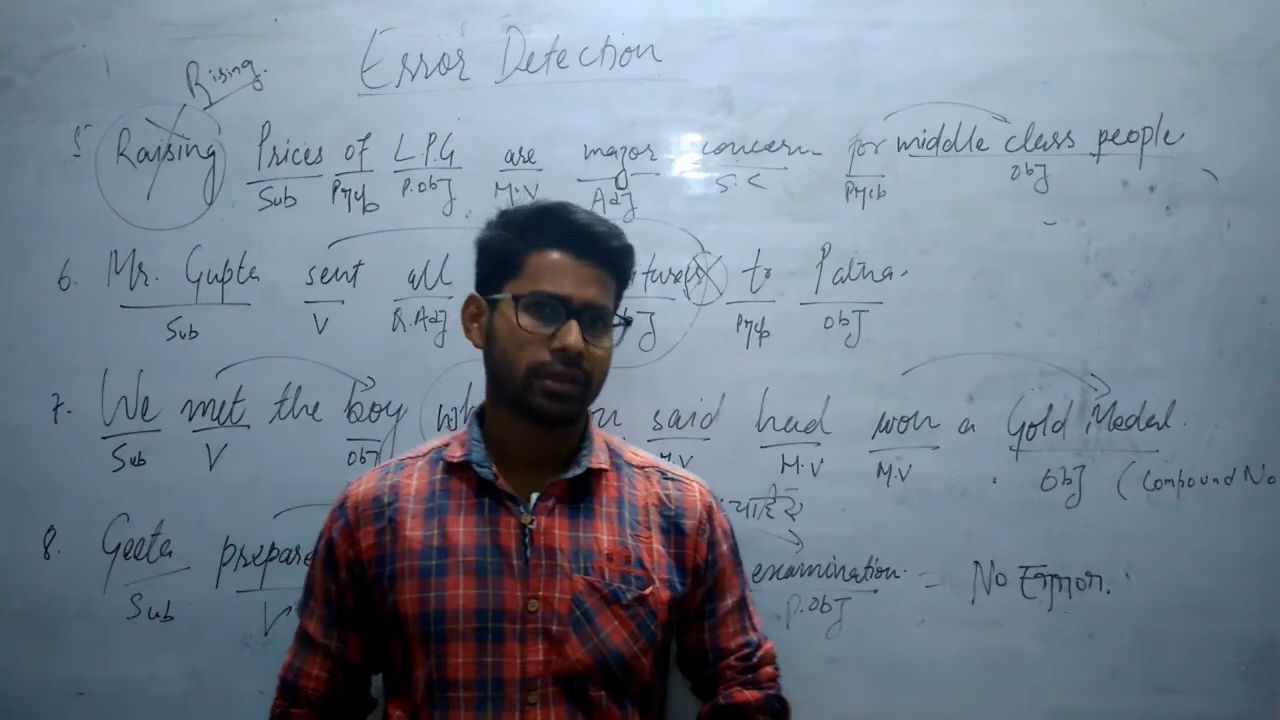 Error Detection
Rising.
5 Raising Prices of L.P.G are major concern for middle class people
Sub Prep P.obJ M.V AdJ S.C Prep obJ
6. Mr. Gupta sent all to Patna.
Sub V Q.AdJ Prep obJ
7. We met the boy said had won a Gold Medal.
Sub V obJ M.V M.V M.V obJ (Compound No
8. Geeta prepare examination. = No Error.
Sub V P.obJ